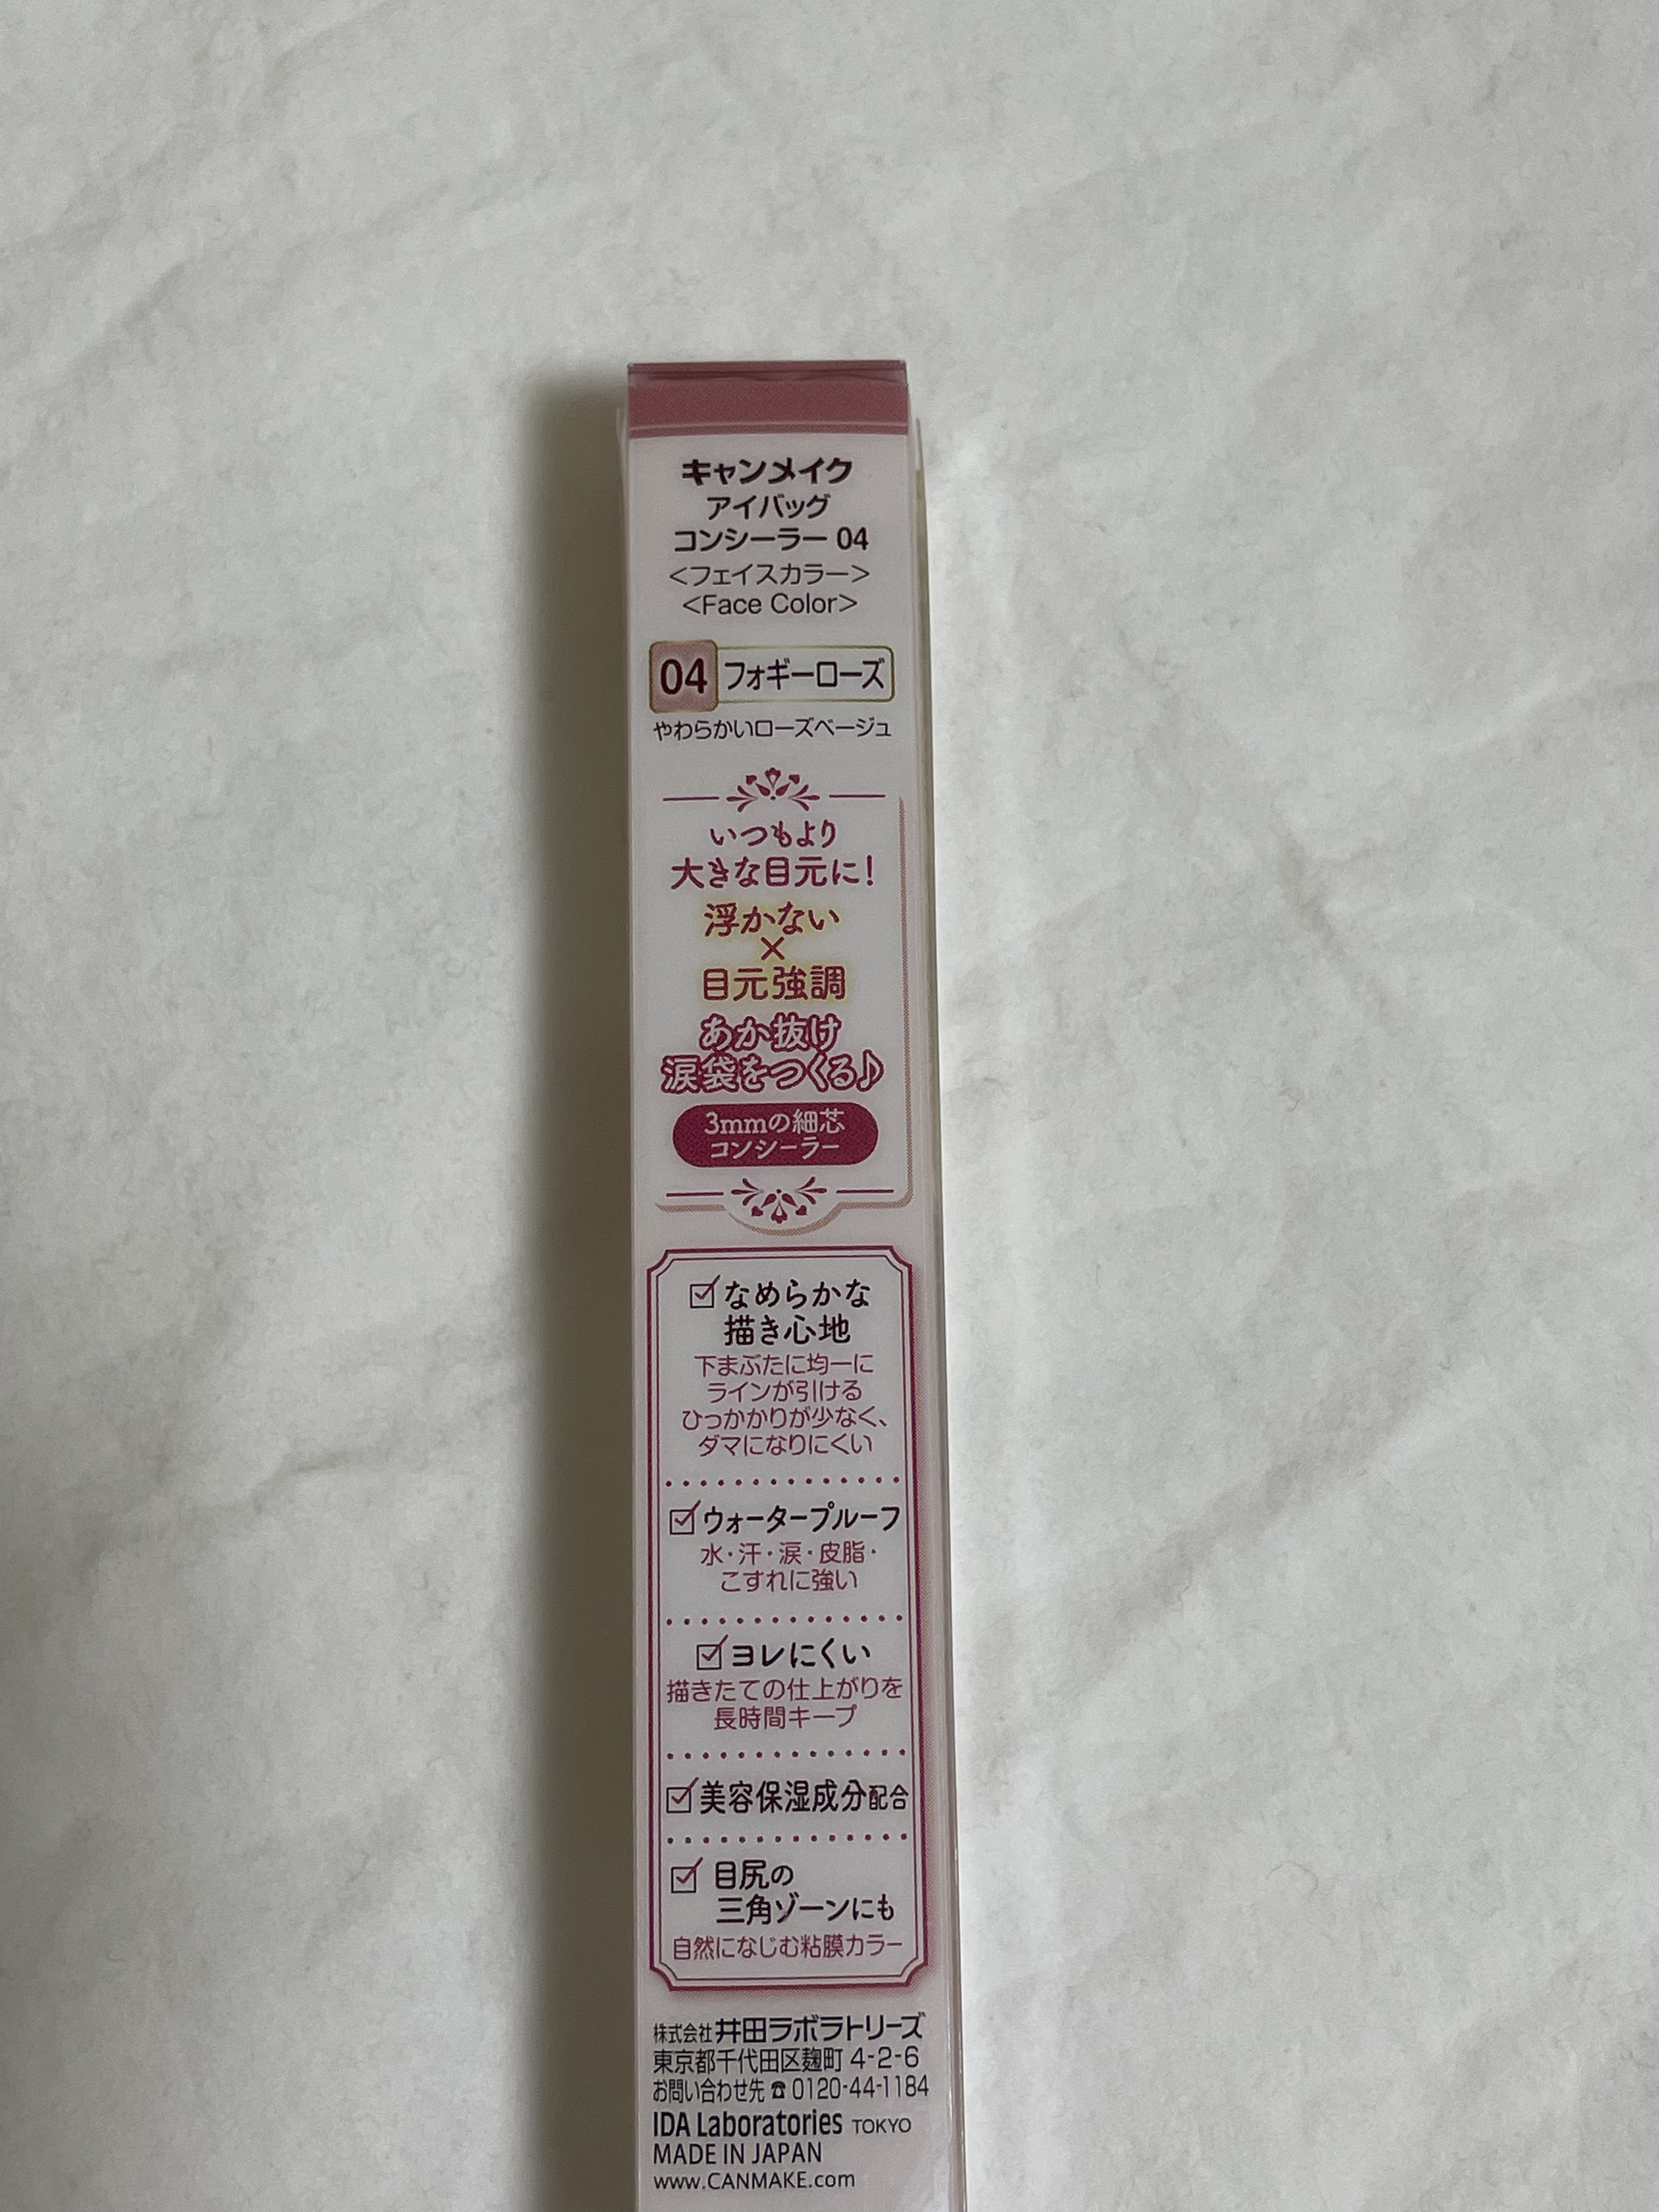 キャンメイク
アイバッグ
コンシーラー 04
<フェイスカラー>
<Face Color>
04 フォギーローズ
やわらかいローズベージュ
いつもより
大きな目元に!
浮かない
×
目元強調
あか抜け
涙袋をつくる♪
3mmの細芯
コンシーラー
☑なめらかな
描き心地
下まぶたに均一に
ラインが引ける
ひっかかりが少なく、
ダマになりにくい
☑ウォータープルーフ
水・汗・涙・皮脂・
こすれに強い
☑ヨレにくい
描きたての仕上がりを
長時間キープ
☑美容保湿成分配合
☑目尻の
三角ゾーンにも
自然になじむ粘膜カラー
株式会社井田ラボラトリーズ
東京都千代田区麹町 4-2-6
お問い合わせ先☎0120-44-1184
IDA Laboratories TOKYO
MADE IN JAPAN
www.CANMAKE.com